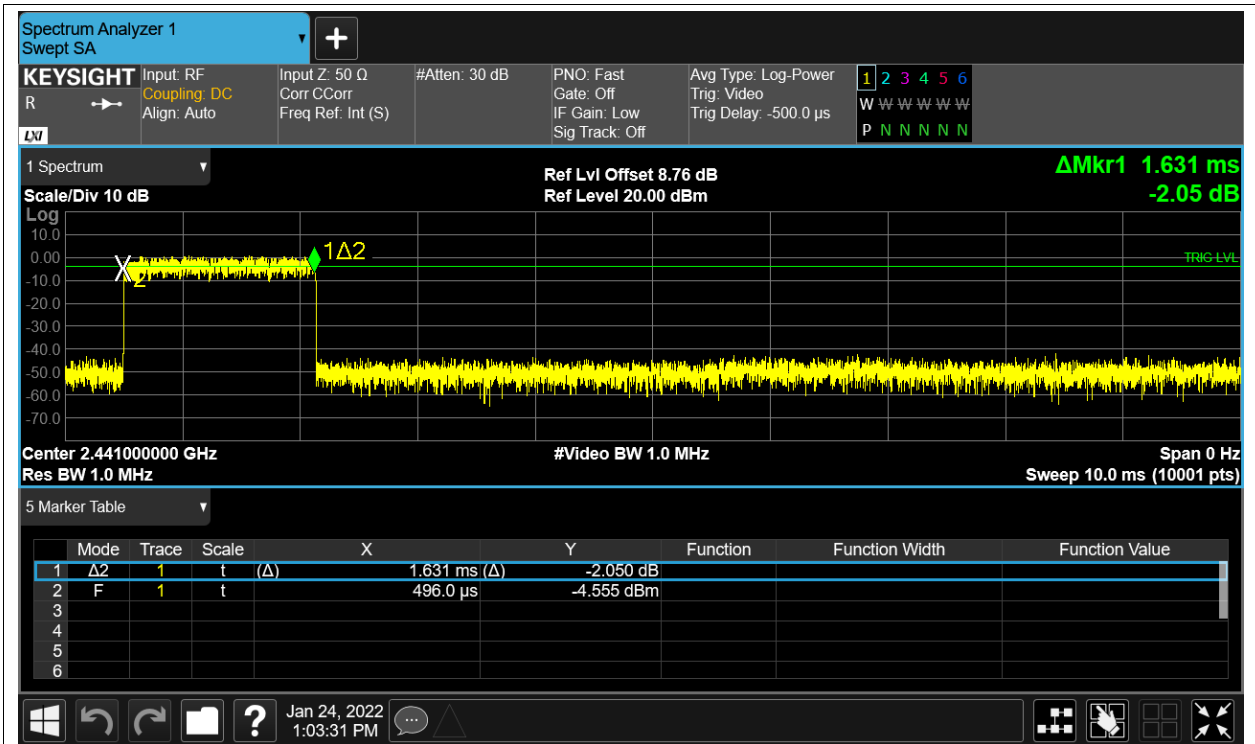 Spectrum Analyzer 1
Swept SA
KEYSIGHT
R
LXI
Input: RF
Coupling: DC
Align: Auto
Input Z: 50 Ω
Corr CCorr
Freq Ref: Int (S)
#Atten: 30 dB
PNO: Fast
Gate: Off
IF Gain: Low
Sig Track: Off
Avg Type: Log-Power
Trig: Video
Trig Delay: -500.0 µs
1 2 3 4 5 6
W W W W W W
P N N N N N
1 Spectrum
Scale/Div 10 dB
Ref Lvl Offset 8.76 dB
Ref Level 20.00 dBm
ΔMkr1 1.631 ms
-2.05 dB
Log
10.0
0.00
-10.0
-20.0
-30.0
-40.0
-50.0
-60.0
-70.0
1Δ2
2
TRIG LVL
Center 2.441000000 GHz
#Video BW 1.0 MHz
Span 0 Hz
Res BW 1.0 MHz
Sweep 10.0 ms (10001 pts)
5 Marker Table
Mode Trace Scale X Y Function Function Width Function Value
1 Δ2 1 t (Δ) 1.631 ms (Δ) -2.050 dB
2 F 1 t 496.0 µs -4.555 dBm
3
4
5
6
?
Jan 24, 2022
1:03:31 PM